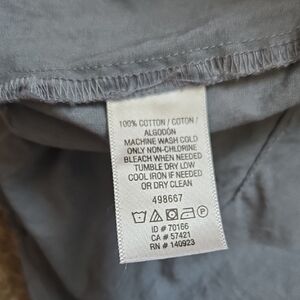 100% COTTON / COTON /
ALGODÓN
MACHINE WASH COLD
ONLY NON-CHLORINE
BLEACH WHEN NEEDED
TUMBLE DRY LOW
COOL IRON IF NEEDED
OR DRY CLEAN
498667
ID # 70166
CA # 57421
RN # 140923